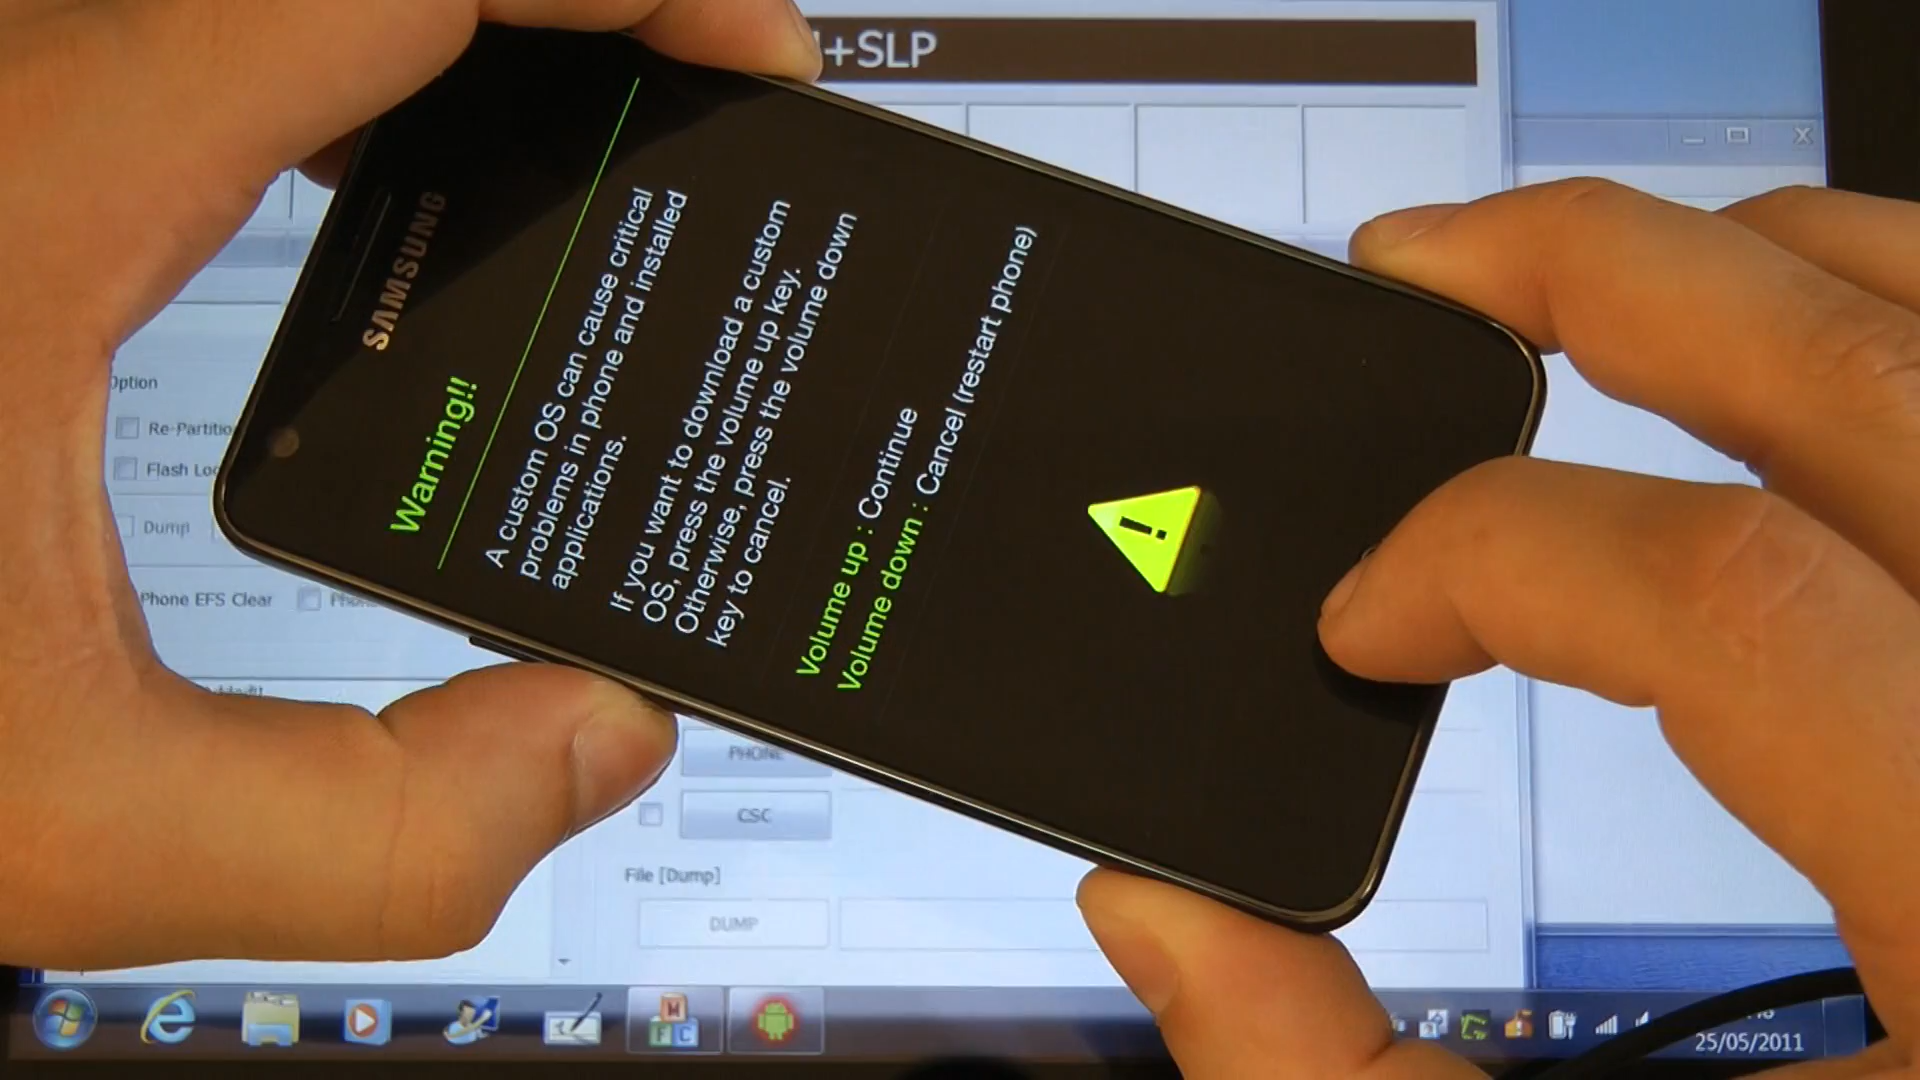 +SLP
SAMSUNG
Warning!!
A custom OS can cause critical
problems in phone and installed
applications.
If you want to download a custom
OS, press the volume up key.
Otherwise, press the volume down
key to cancel.
Volume up : Continue
Volume down : Cancel (restart phone)
Option
Re-Partitio
Flash Loc
Dump
Phone EFS Clear
PHONE
CSC
File [Dump]
DUMP
M
F C
25/05/2011